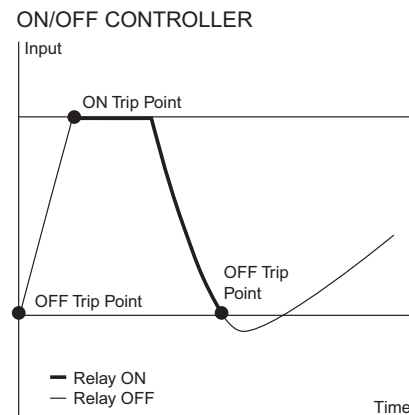 ON/OFF CONTROLLER
Input
ON Trip Point
OFF Trip
Point
OFF Trip Point
Relay ON
Relay OFF
Time